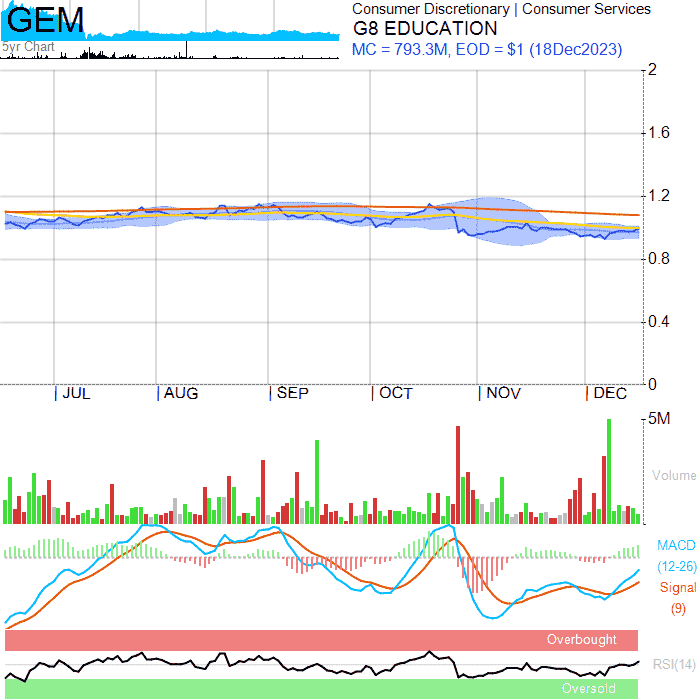 GEM
5yr Chart
Consumer Discretionary | Consumer Services
G8 EDUCATION
MC = 793.3M, EOD = $1 (18Dec2023)
2
1.6
1.2
0.8
0.4
0
JUL AUG SEP OCT NOV DEC
5M
Volume
MACD
(12-26)
Signal
(9)
Overbought
RSI(14)
Oversold